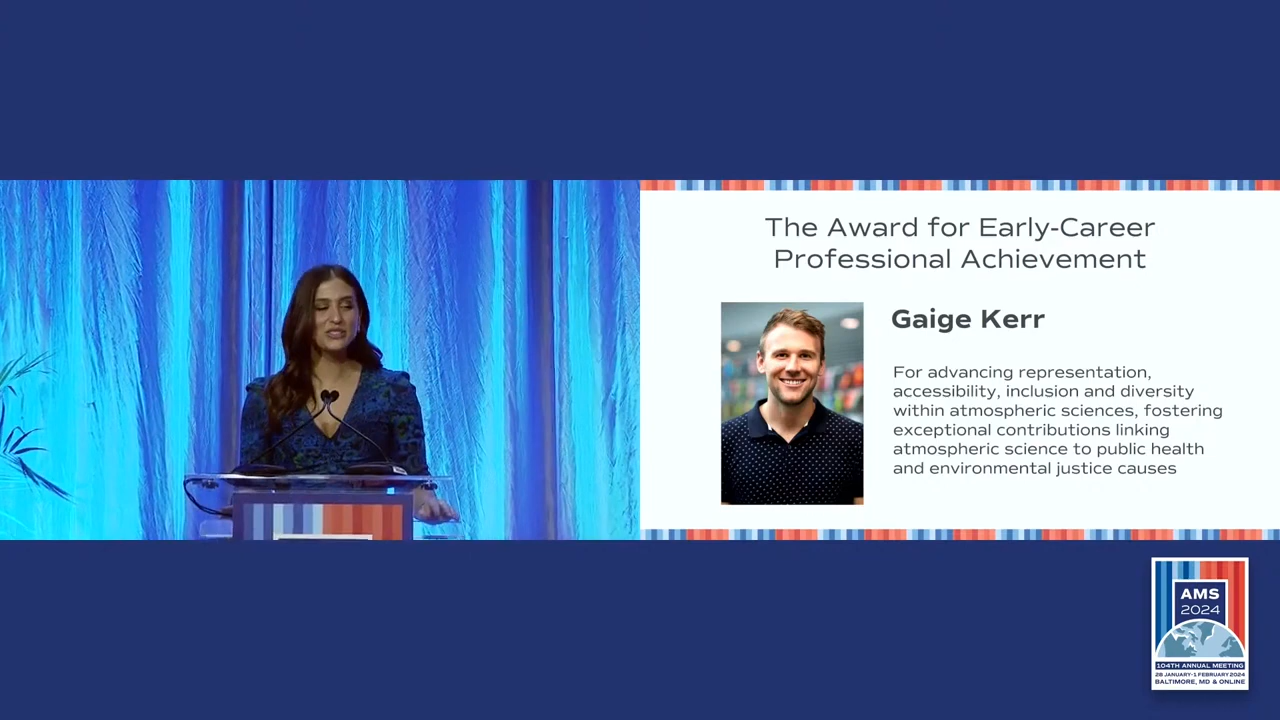 The Award for Early-Career
Professional Achievement
Gaige Kerr
For advancing representation,
accessibility, inclusion and diversity
within atmospheric sciences, fostering
exceptional contributions linking
atmospheric science to public health
and environmental justice causes
AMS
2024
104TH ANNUAL MEETING
28 JANUARY-1 FEBRUARY 2024
BALTIMORE, MD & ONLINE